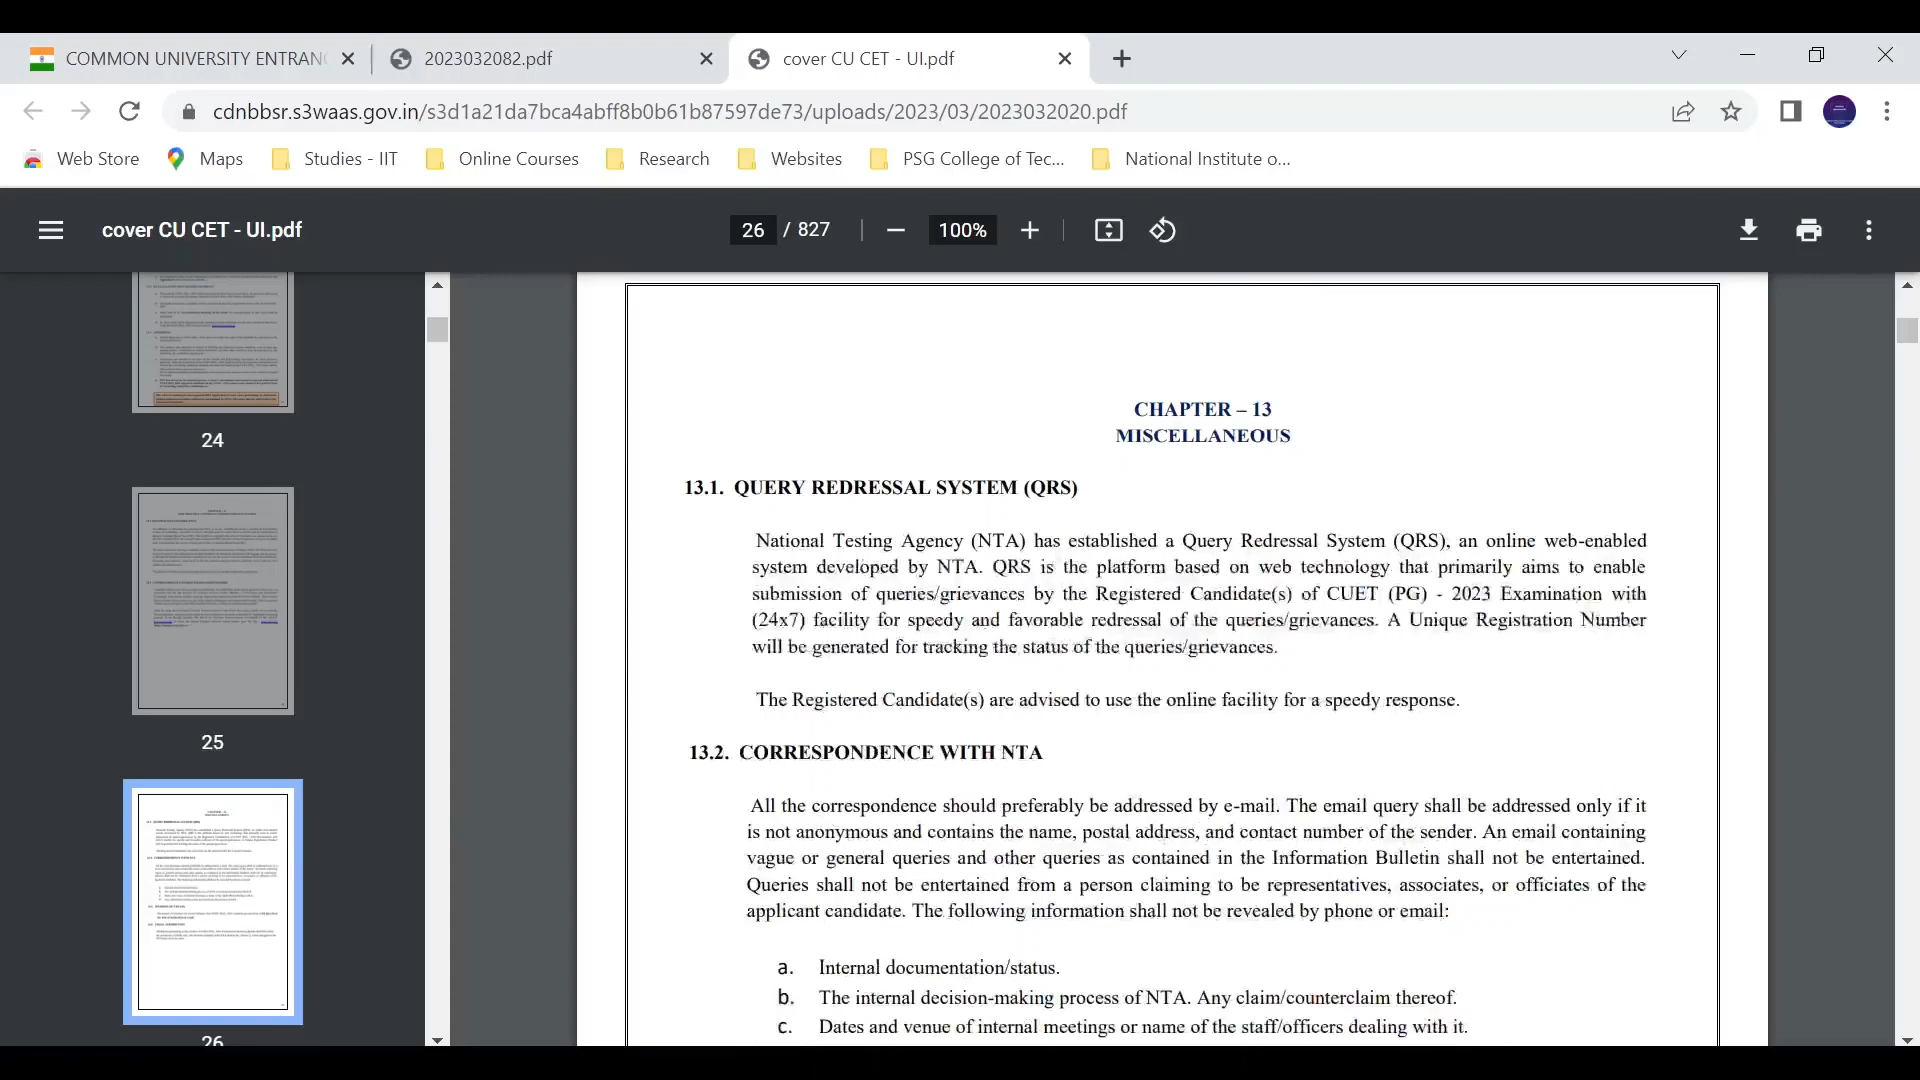 COMMON UNIVERSITY ENTRAN
2023032082.pdf
cover CU CET - UI.pdf
cdnbbsr.s3waas.gov.in/s3d1a21da7bca4abff8b0b61b87597de73/uploads/2023/03/2023032020.pdf
Web Store
Maps
Studies - IIT
Online Courses
Research
Websites
PSG College of Tec...
National Institute o...
cover CU CET - UI.pdf
26 / 827
100%
24
25
26
CHAPTER – 13
MISCELLANEOUS
13.1. QUERY REDRESSAL SYSTEM (QRS)
National Testing Agency (NTA) has established a Query Redressal System (QRS), an online web-enabled
system developed by NTA. QRS is the platform based on web technology that primarily aims to enable
submission of queries/grievances by the Registered Candidate(s) of CUET (PG) - 2023 Examination with
(24x7) facility for speedy and favorable redressal of the queries/grievances. A Unique Registration Number
will be generated for tracking the status of the queries/grievances.
The Registered Candidate(s) are advised to use the online facility for a speedy response.
13.2. CORRESPONDENCE WITH NTA
All the correspondence should preferably be addressed by e-mail. The email query shall be addressed only if it
is not anonymous and contains the name, postal address, and contact number of the sender. An email containing
vague or general queries and other queries as contained in the Information Bulletin shall not be entertained.
Queries shall not be entertained from a person claiming to be representatives, associates, or officiates of the
applicant candidate. The following information shall not be revealed by phone or email:
a. Internal documentation/status.
b. The internal decision-making process of NTA. Any claim/counterclaim thereof.
c. Dates and venue of internal meetings or name of the staff/officers dealing with it.